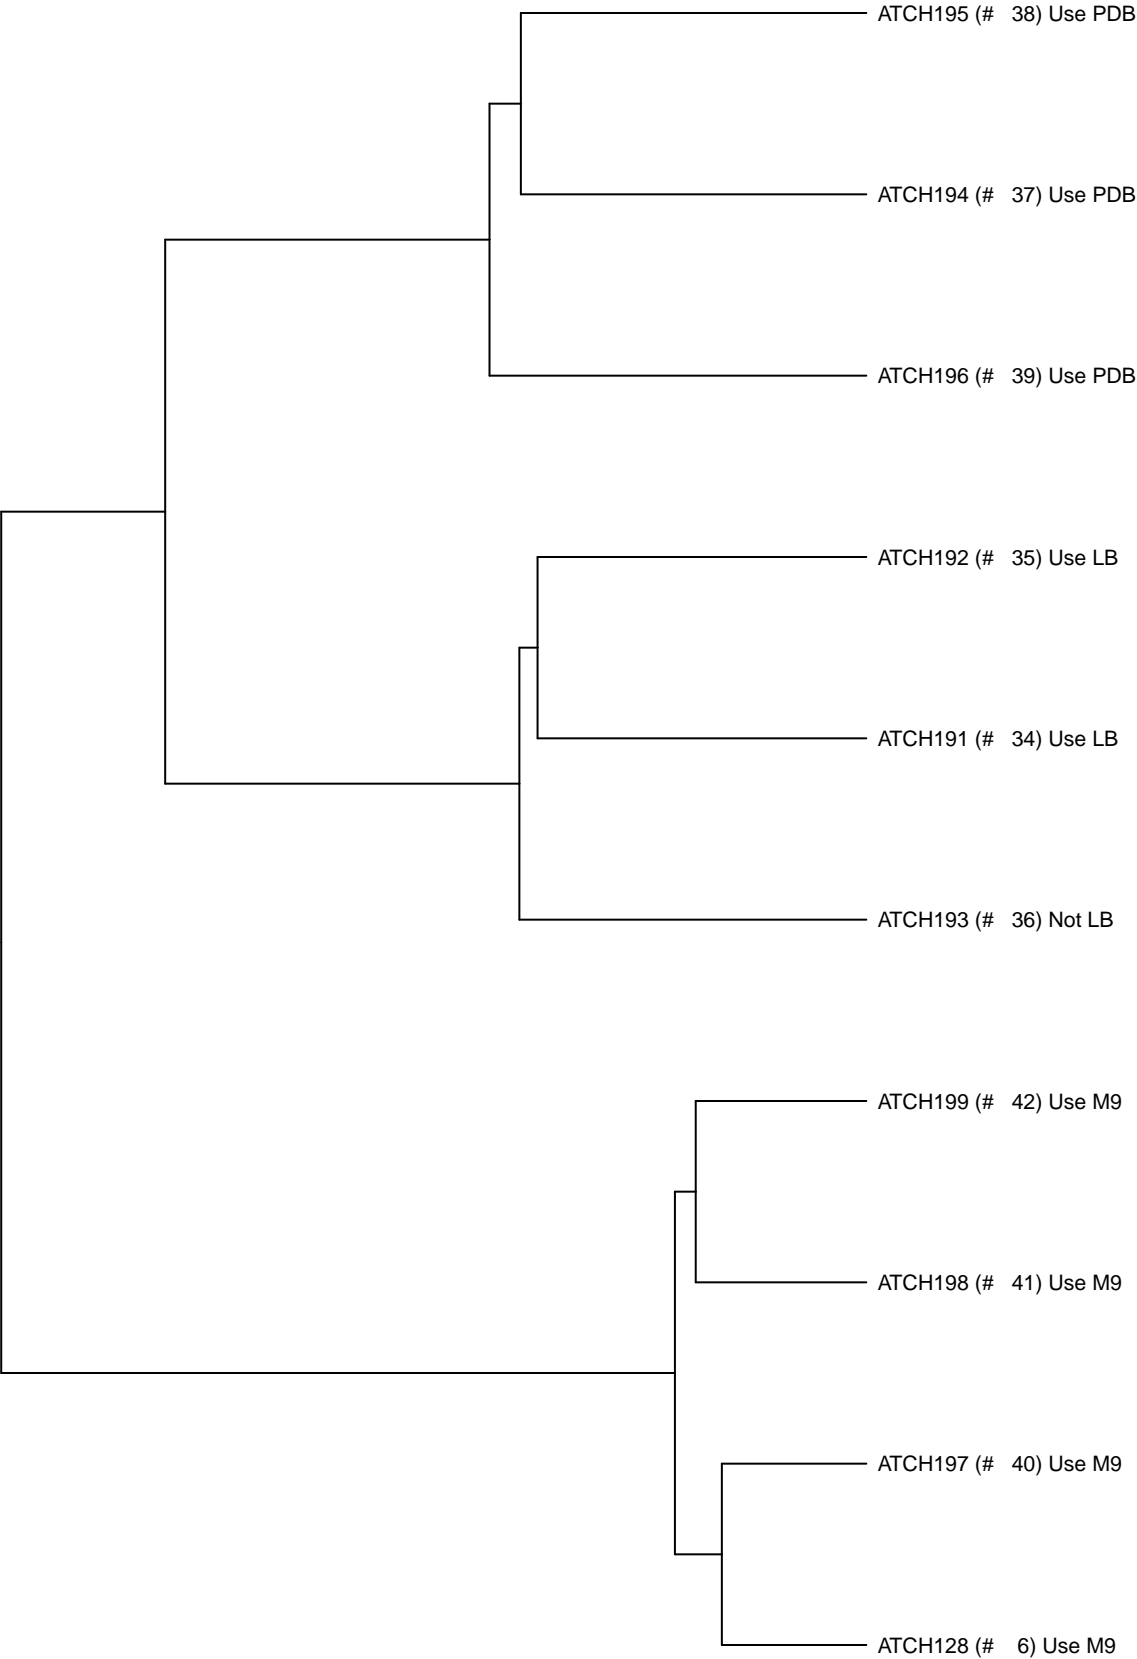 ATCH195 (# 38) Use PDB
ATCH194 (# 37) Use PDB
ATCH196 (# 39) Use PDB
ATCH192 (# 35) Use LB
ATCH191 (# 34) Use LB
ATCH193 (# 36) Not LB
ATCH199 (# 42) Use M9
ATCH198 (# 41) Use M9
ATCH197 (# 40) Use M9
ATCH128 (# 6) Use M9